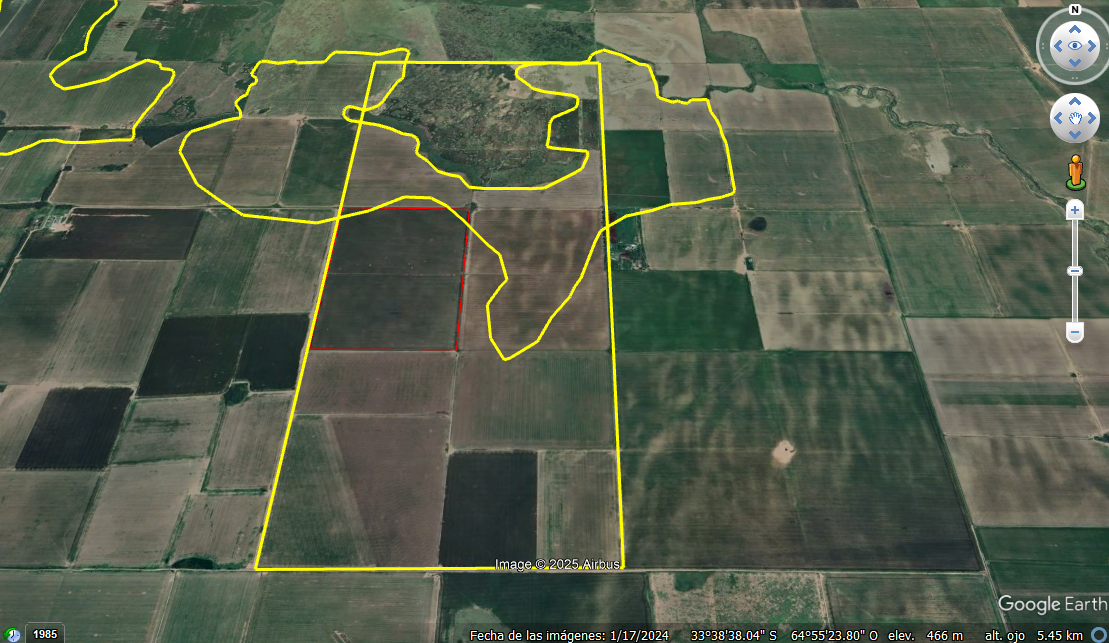 N
Image © 2025 Airbus
Google Earth
1985
Fecha de las imágenes: 1/17/2024 33°38'38.04" S 64°55'23.80" O elev. 466 m alt. ojo 5.45 km